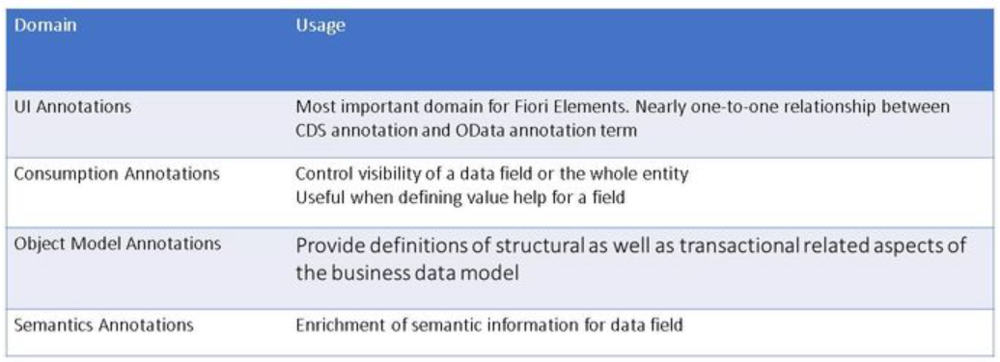 Domain Usage
UI Annotations Most important domain for Fiori Elements. Nearly one-to-one relationship between
CDS annotation and OData annotation term
Consumption Annotations Control visibility of a data field or the whole entity
Useful when defining value help for a field
Object Model Annotations Provide definitions of structural as well as transactional related aspects of
the business data model
Semantics Annotations Enrichment of semantic information for data field